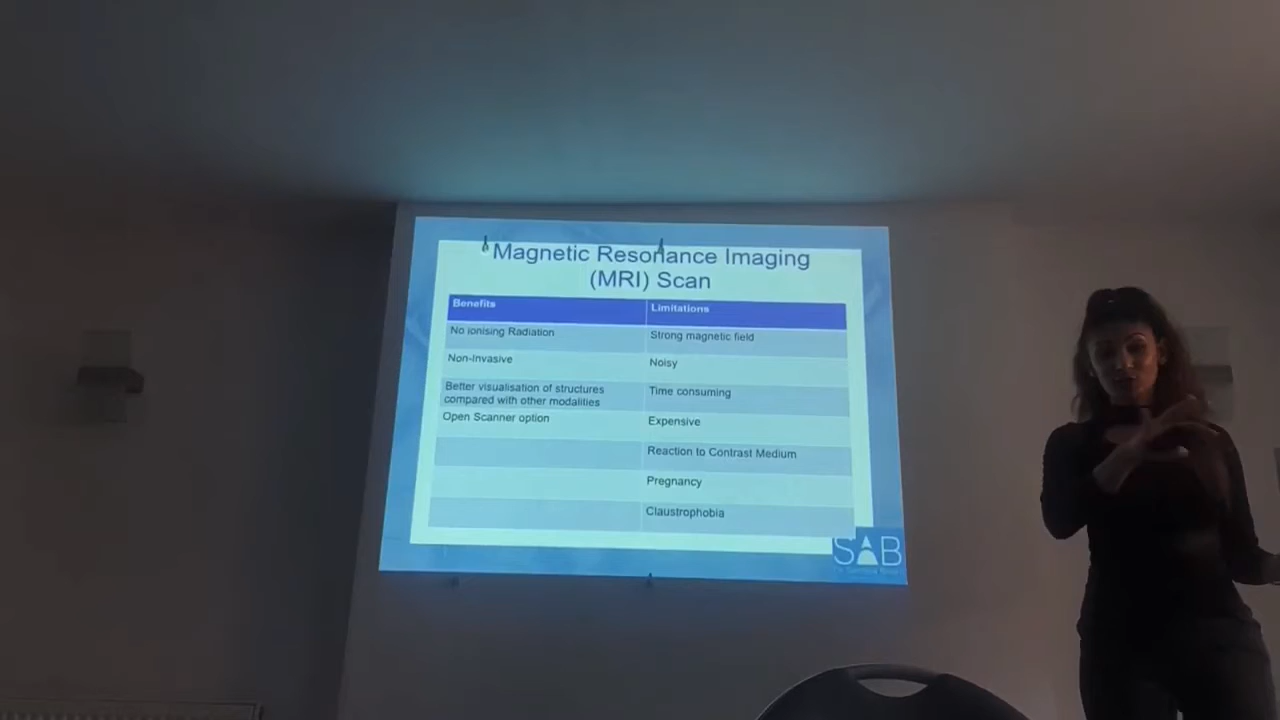 Magnetic Resonance Imaging
(MRI) Scan
Benefits
Limitations
No ionising Radiation
Strong magnetic field
Non-Invasive
Noisy
Better visualisation of structures
compared with other modalities
Time consuming
Open Scanner option
Expensive
Reaction to Contrast Medium
Pregnancy
Claustrophobia
SAB